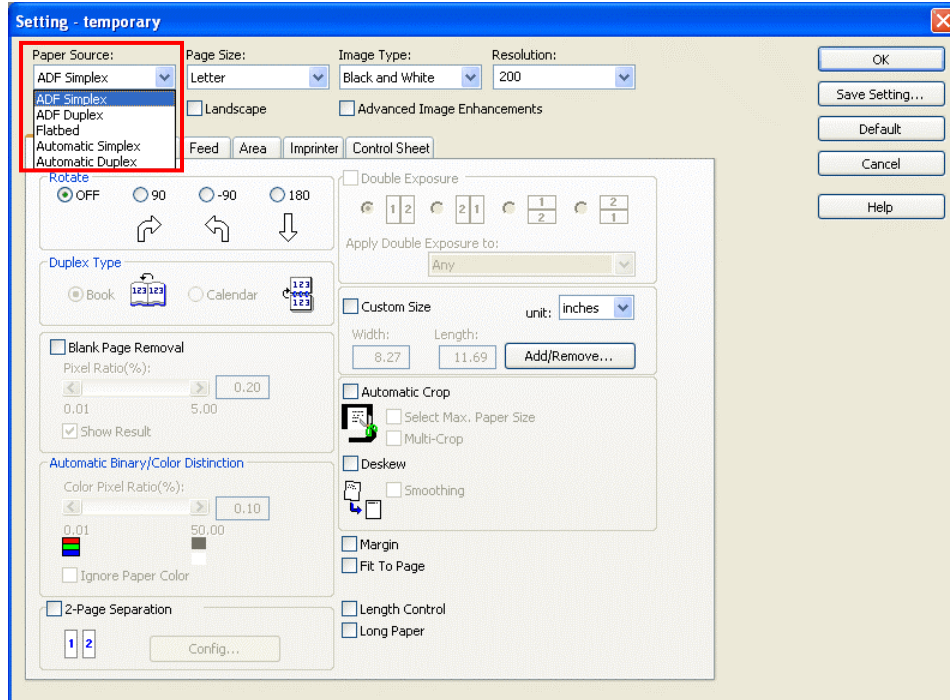 Setting - temporary
Paper Source:
Page Size:
Image Type:
Resolution:
ADF Simplex
Letter
Black and White
200
ADF Simplex
ADF Duplex
Flatbed
Automatic Simplex
Automatic Duplex
Landscape
Advanced Image Enhancements
Feed
Area
Imprinter
Control Sheet
OK
Save Setting...
Default
Cancel
Help
Rotate
OFF
90
-90
180
Duplex Type
Book
123 123
Calendar
123
123
Blank Page Removal
Pixel Ratio(%):
0.20
0.01
5.00
Show Result
Automatic Binary/Color Distinction
Color Pixel Ratio(%):
0.10
0.01
50.00
Ignore Paper Color
2-Page Separation
1 2
Config...
Double Exposure
1 2
2 1
1
2
2
1
Apply Double Exposure to:
Any
Custom Size
unit:
inches
Width:
Length:
8.27
11.69
Add/Remove...
Automatic Crop
Select Max. Paper Size
Multi-Crop
Deskew
Smoothing
Margin
Fit To Page
Length Control
Long Paper